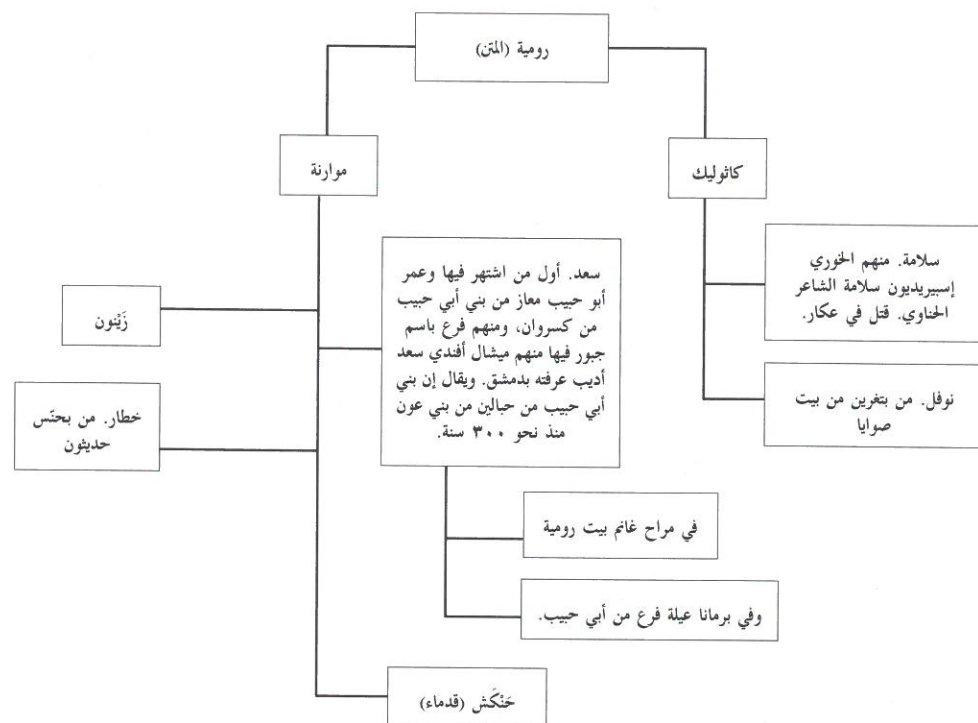 رومية (المتن)
كاثوليك
سلامة. منهم الخوري
إسبيريديون سلامة الشاعر
الحناوي. قتل في عكار.
نوفل. من بتغرين من بيت
صوايا
موارنة
سعد. أول من اشتهر فيها وعمر
أبو حبيب معاز من بني أبي حبيب
من كسروان، ومنهم فرع باسم
جبور فيها منهم ميشال أفندي سعد
أديب عرفته بدمشق. ويقال إن بني
أبي حبيب من حبالين من بني عون
منذ نحو ٣٠٠ سنة.
في مراح غانم بيت رومية
وفي برمانا عيلة فرع من أبي حبيب.
زَيْنون
خطار. من بحنّس
حديثون
حَنْكَش (قدماء)